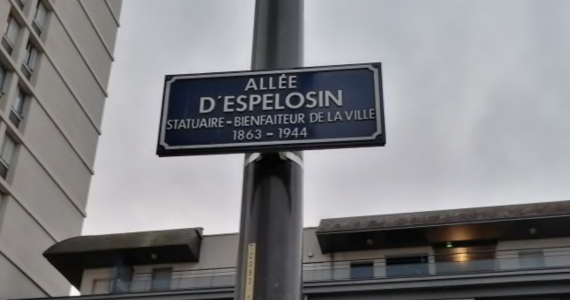 ALLÉE
D'ESPELOSIN
STATUAIRE - BIENFAITEUR DE LA VILLE
1863 - 1944